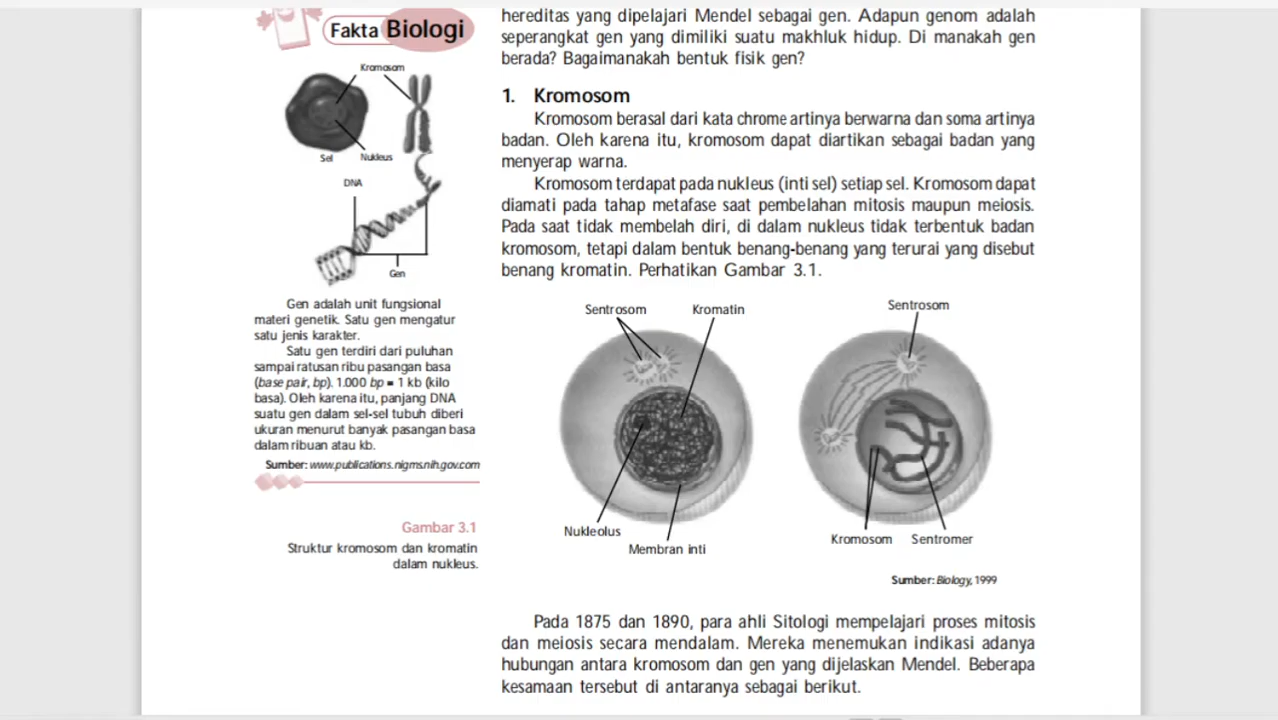 Fakta Biologi
Kromosom
Sel
Nukleus
DNA
Gen
Gen adalah unit fungsional
materi genetik. Satu gen mengatur
satu jenis karakter.
Satu gen terdiri dari puluhan
sampai ratusan ribu pasangan basa
(base pair, bp). 1.000 bp = 1 kb (kilo
basa). Oleh karena itu, panjang DNA
suatu gen dalam sel-sel tubuh diberi
ukuran menurut banyak pasangan basa
dalam ribuan atau kb.
Sumber: www.publications.nigms.nih.gov.com
Gambar 3.1
Struktur kromosom dan kromatin
dalam nukleus.
hereditas yang dipelajari Mendel sebagai gen. Adapun genom adalah
seperangkat gen yang dimiliki suatu makhluk hidup. Di manakah gen
berada? Bagaimanakah bentuk fisik gen?
1. Kromosom
Kromosom berasal dari kata chrome artinya berwarna dan soma artinya
badan. Oleh karena itu, kromosom dapat diartikan sebagai badan yang
menyerap warna.
Kromosom terdapat pada nukleus (inti sel) setiap sel. Kromosom dapat
diamati pada tahap metafase saat pembelahan mitosis maupun meiosis.
Pada saat tidak membelah diri, di dalam nukleus tidak terbentuk badan
kromosom, tetapi dalam bentuk benang-benang yang terurai yang disebut
benang kromatin. Perhatikan Gambar 3.1.
Sentrosom
Kromatin
Nukleolus
Membran inti
Sentrosom
Kromosom
Sentromer
Sumber: Biology, 1999
Pada 1875 dan 1890, para ahli Sitologi mempelajari proses mitosis
dan meiosis secara mendalam. Mereka menemukan indikasi adanya
hubungan antara kromosom dan gen yang dijelaskan Mendel. Beberapa
kesamaan tersebut di antaranya sebagai berikut.